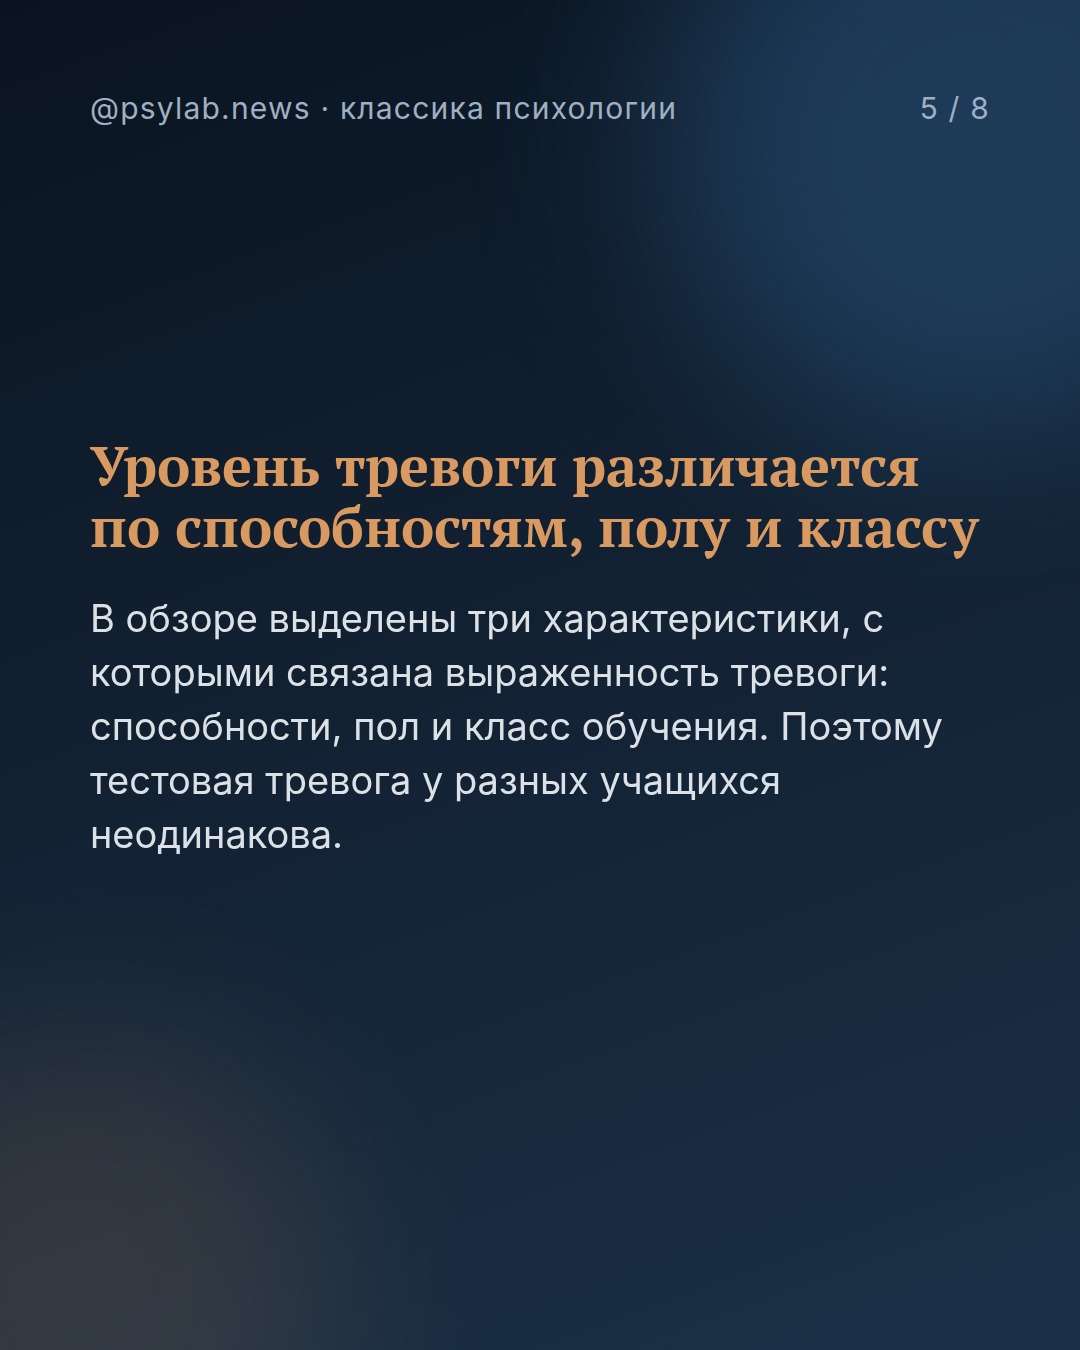 @psylab.news · классика психологии 5 / 8
Уровень тревоги различается
по способностям, полу и классу
В обзоре выделены три характеристики, с
которыми связана выраженность тревоги:
способности, пол и класс обучения. Поэтому
тестовая тревога у разных учащихся
неодинакова.